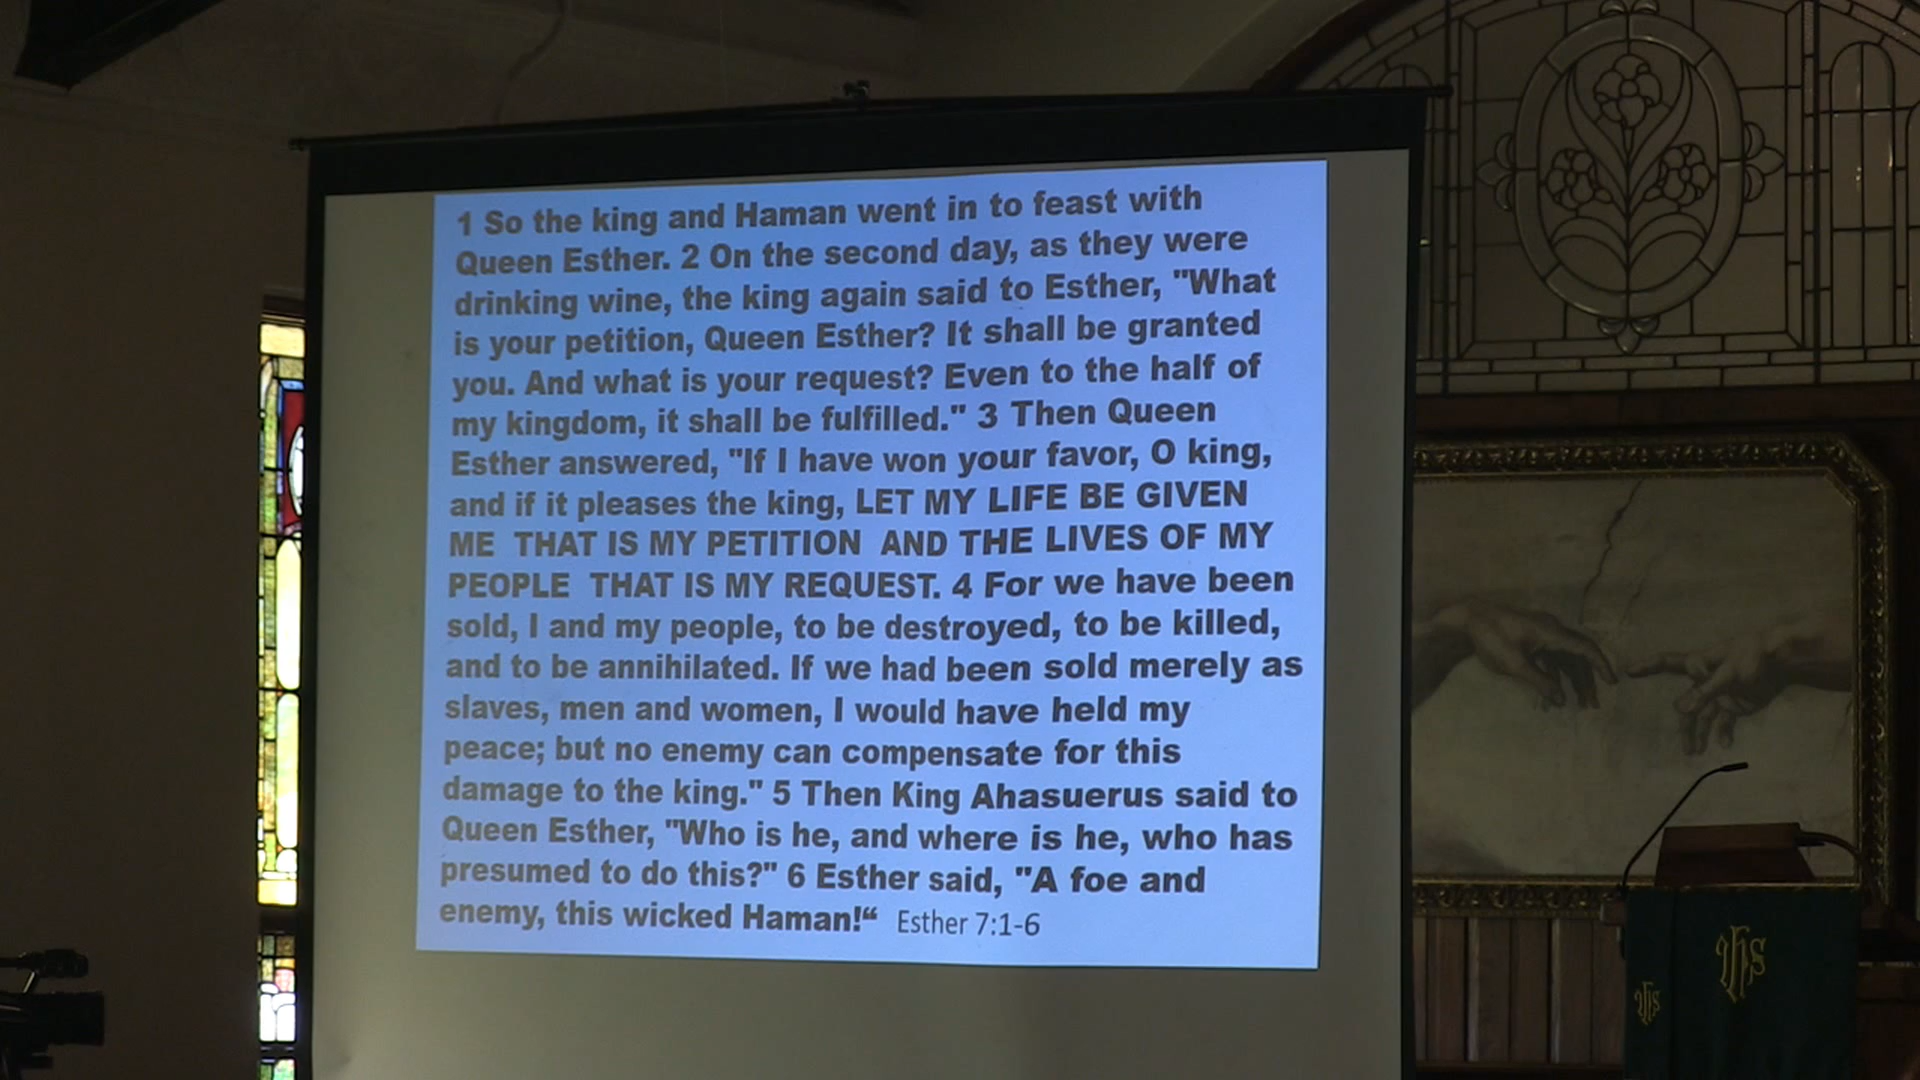 1 So the king and Haman went in to feast with
Queen Esther. 2 On the second day, as they were
drinking wine, the king again said to Esther, "What
is your petition, Queen Esther? It shall be granted
you. And what is your request? Even to the half of
my kingdom, it shall be fulfilled." 3 Then Queen
Esther answered, "If I have won your favor, O king,
and if it pleases the king, LET MY LIFE BE GIVEN
ME THAT IS MY PETITION AND THE LIVES OF MY
PEOPLE THAT IS MY REQUEST. 4 For we have been
sold, I and my people, to be destroyed, to be killed,
and to be annihilated. If we had been sold merely as
slaves, men and women, I would have held my
peace; but no enemy can compensate for this
damage to the king." 5 Then King Ahasuerus said to
Queen Esther, "Who is he, and where is he, who has
presumed to do this?" 6 Esther said, "A foe and
enemy, this wicked Haman!“ Esther 7:1-6
IHS
IHS